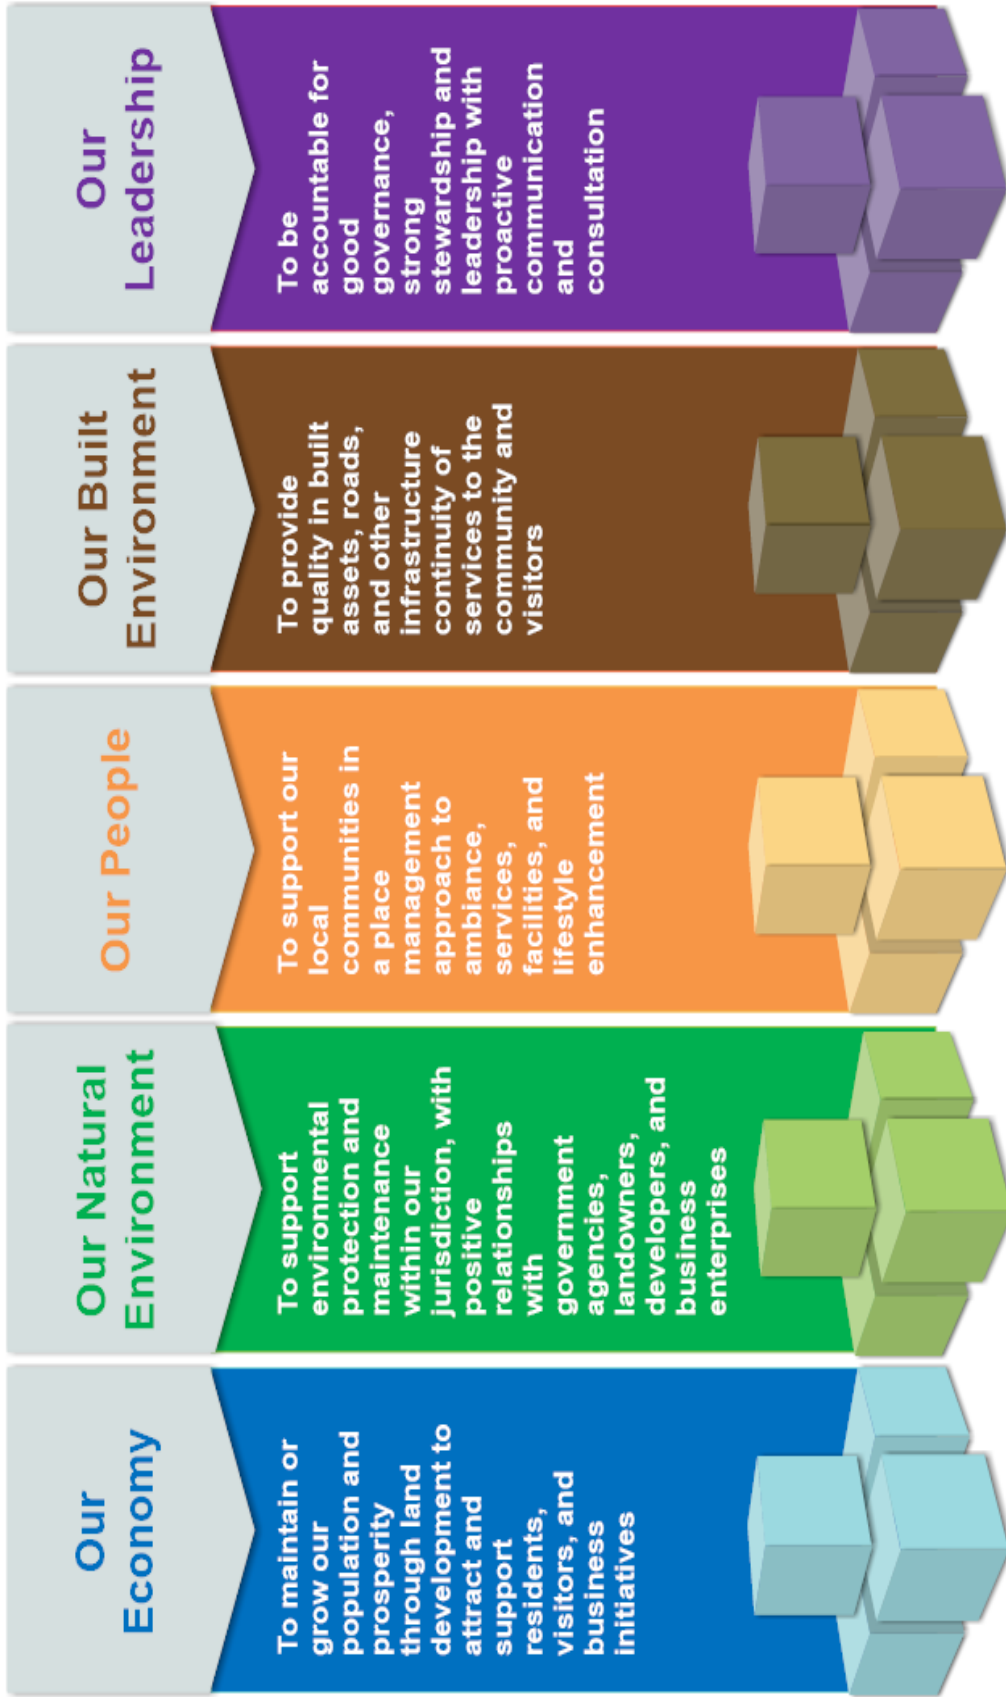 Our
Economy
To maintain or
grow our
population and
prosperity
through land
development to
attract and
support
residents,
visitors, and
business
initiatives
Our Natural
Environment
To support
environmental
protection and
maintenance
within our
jurisdiction, with
positive
relationships
with
government
agencies,
landowners,
developers, and
business
enterprises
Our People
To support our
local
communities in
a place
management
approach to
ambiance,
services,
facilities, and
lifestyle
enhancement
Our Built
Environment
To provide
quality in built
assets, roads,
and other
infrastructure
continuity of
services to the
community and
visitors
Our
Leadership
To be
accountable for
good
governance,
strong
stewardship and
leadership with
proactive
communication
and
consultation